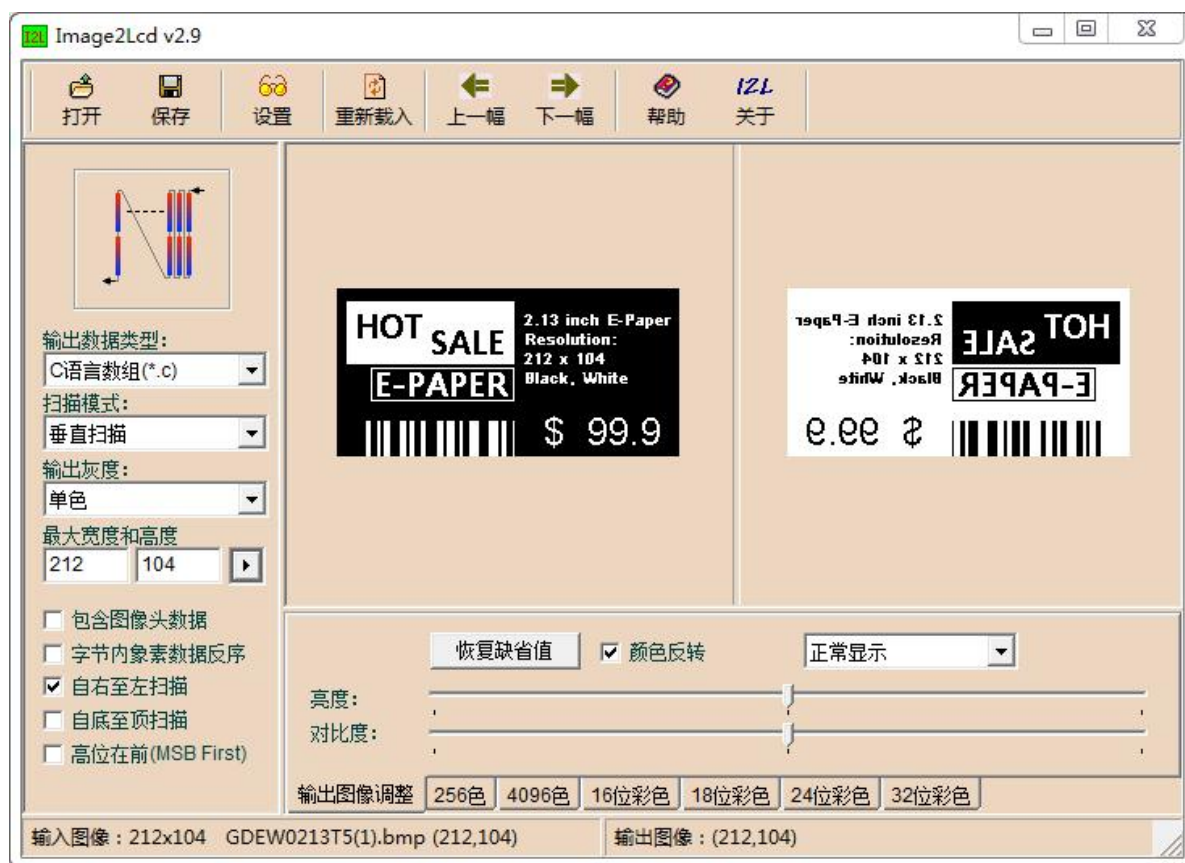 I2L Image2Lcd v2.9
打开 保存 设置 重新载入 上一幅 下一幅 帮助 关于
I2L
输出数据类型:
C语言数组(*.c)
扫描模式:
垂直扫描
输出灰度:
单色
最大宽度和高度
212 104
包含图像头数据
字节内象素数据反序
自右至左扫描
自底至顶扫描
高位在前(MSB First)
HOT SALE
E-PAPER
2.13 inch E-Paper
Resolution:
212 x 104
Black, White
$ 99.9
HOT SALE
E-PAPER
2.13 inch E-Paper
Resolution:
212 x 104
Black, White
$ 99.9
恢复缺省值 颜色反转 正常显示
亮度:
对比度:
输出图像调整 256色 4096色 16位彩色 18位彩色 24位彩色 32位彩色
输入图像:212x104 GDEW0213T5(1).bmp (212,104) 输出图像:(212,104)